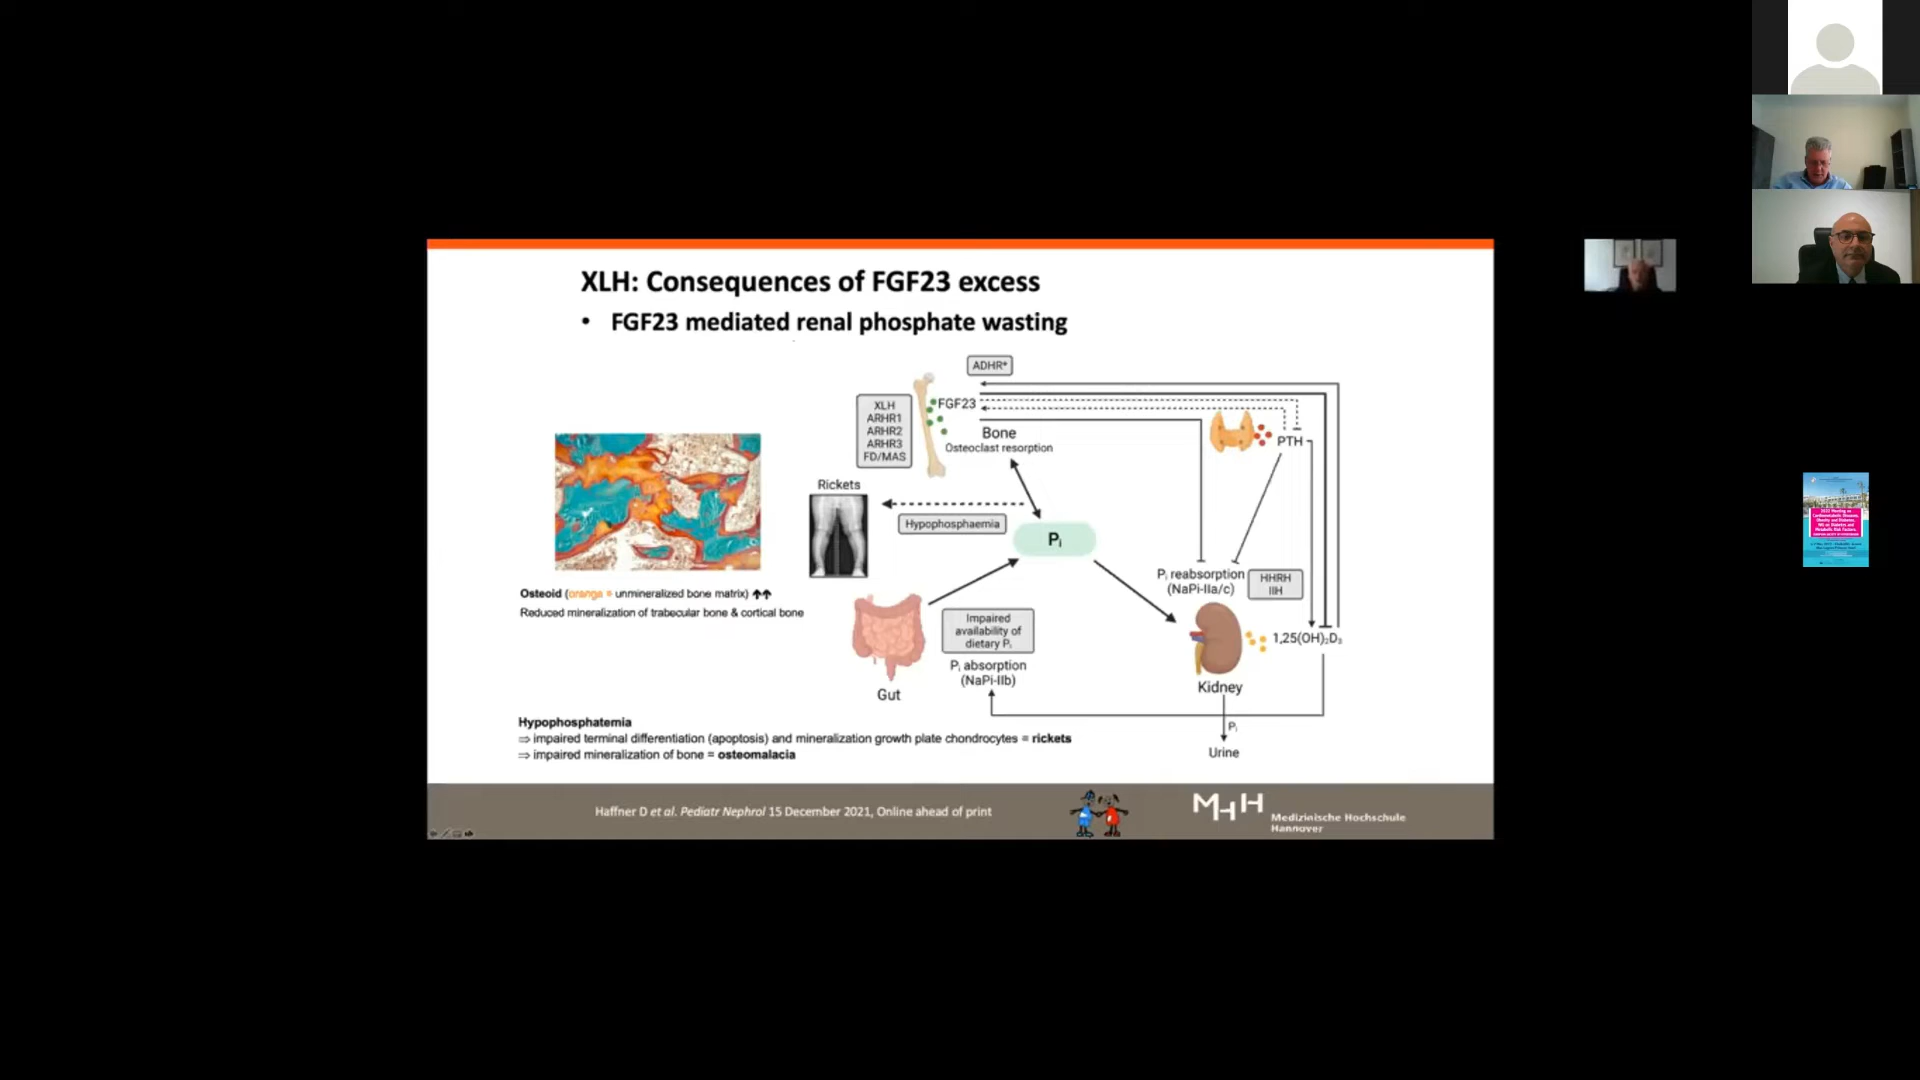 XLH: Consequences of FGF23 excess
• FGF23 mediated renal phosphate wasting
ADHR*
XLH
ARHR1
ARHR2
ARHR3
FD/MAS
FGF23
Bone
Osteoclast resorption
PTH
Rickets
Hypophosphaemia
Pᵢ
Pᵢ reabsorption
(NaPi-IIa/c)
HHRH
IIH
Osteoid (orange = unmineralized bone matrix) ⬆⬆
Reduced mineralization of trabecular bone & cortical bone
Impaired
availability of
dietary Pᵢ
Pᵢ absorption
(NaPi-IIb)
Gut
1,25(OH)₂D₃
Kidney
Pᵢ
Urine
Hypophosphatemia
⇒ impaired terminal differentiation (apoptosis) and mineralization growth plate chondrocytes = rickets
⇒ impaired mineralization of bone = osteomalacia
Haffner D et al. Pediatr Nephrol 15 December 2021, Online ahead of print
MHH
Medizinische Hochschule
Hannover